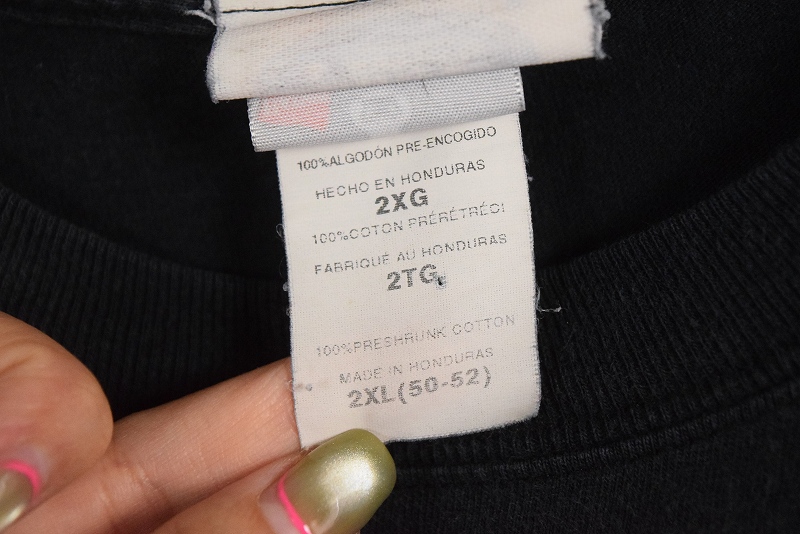 100%ALGODÓN PRE-ENCOGIDO
HECHO EN HONDURAS
2XG
100%COTON PRÉRÉTRÉCI
FABRIQUÉ AU HONDURAS
2TG
100%PRESHRUNK COTTON
MADE IN HONDURAS
2XL(50-52)